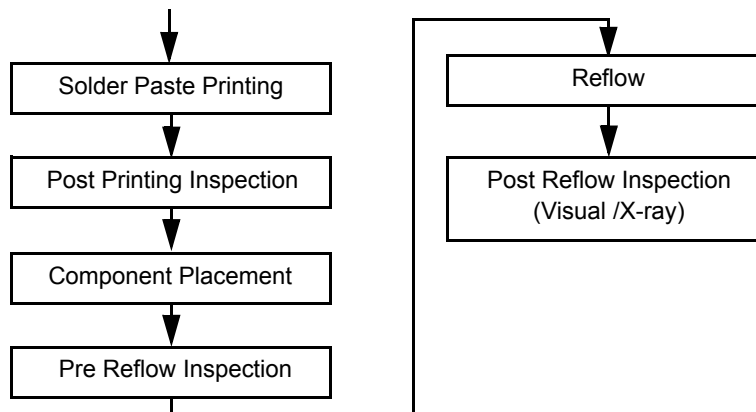 Solder Paste Printing
Post Printing Inspection
Component Placement
Pre Reflow Inspection
Reflow
Post Reflow Inspection
(Visual /X-ray)